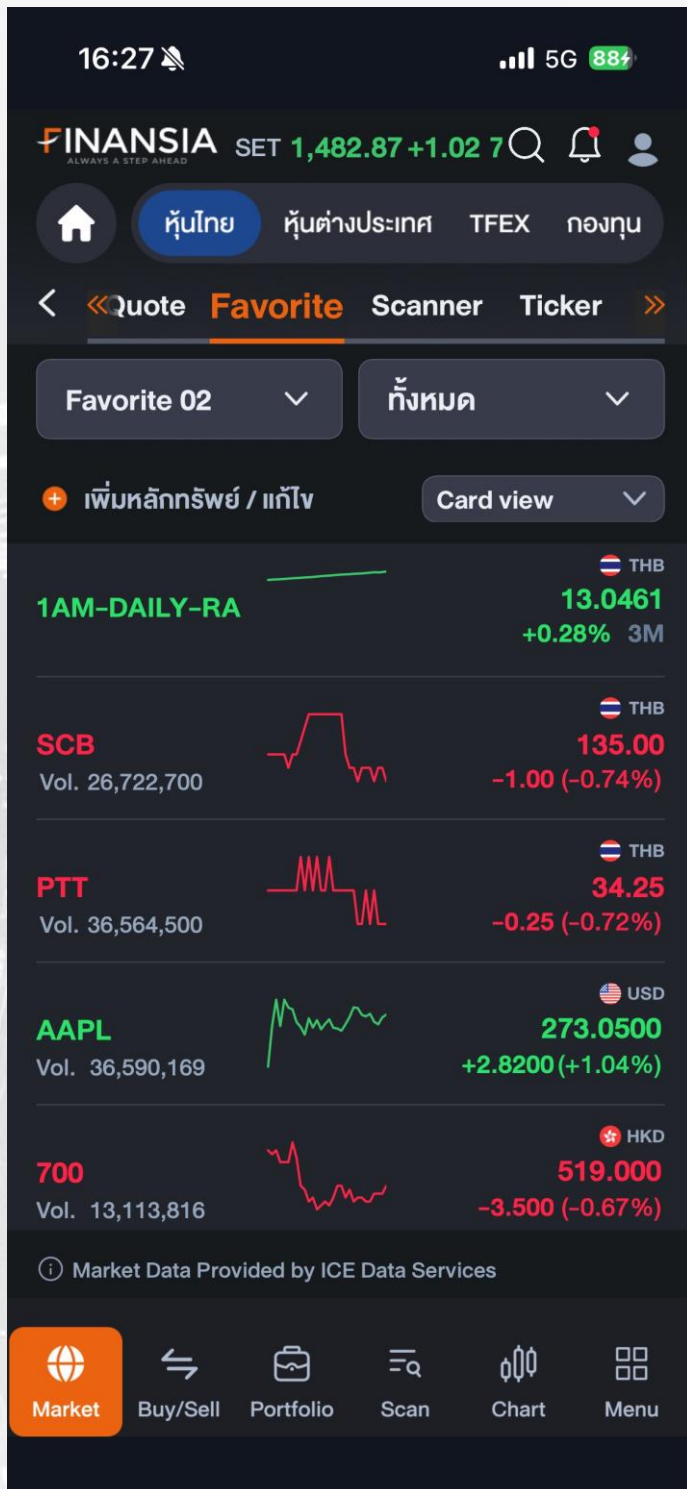 16:27 5G 88
FINANSIA SET 1,482.87 +1.02 7
ALWAYS A STEP AHEAD
หุ้นไทย หุ้นต่างประเทศ TFEX กองทุน
Quote Favorite Scanner Ticker
Favorite 02 ทั้งหมด
เพิ่มหลักทรัพย์ / แก้ไข Card view
THB
1AM-DAILY-RA 13.0461
+0.28% 3M
THB
SCB 135.00
Vol. 26,722,700 -1.00 (-0.74%)
THB
PTT 34.25
Vol. 36,564,500 -0.25 (-0.72%)
USD
AAPL 273.0500
Vol. 36,590,169 +2.8200 (+1.04%)
HKD
700 519.000
Vol. 13,113,816 -3.500 (-0.67%)
Market Data Provided by ICE Data Services
Market Buy/Sell Portfolio Scan Chart Menu